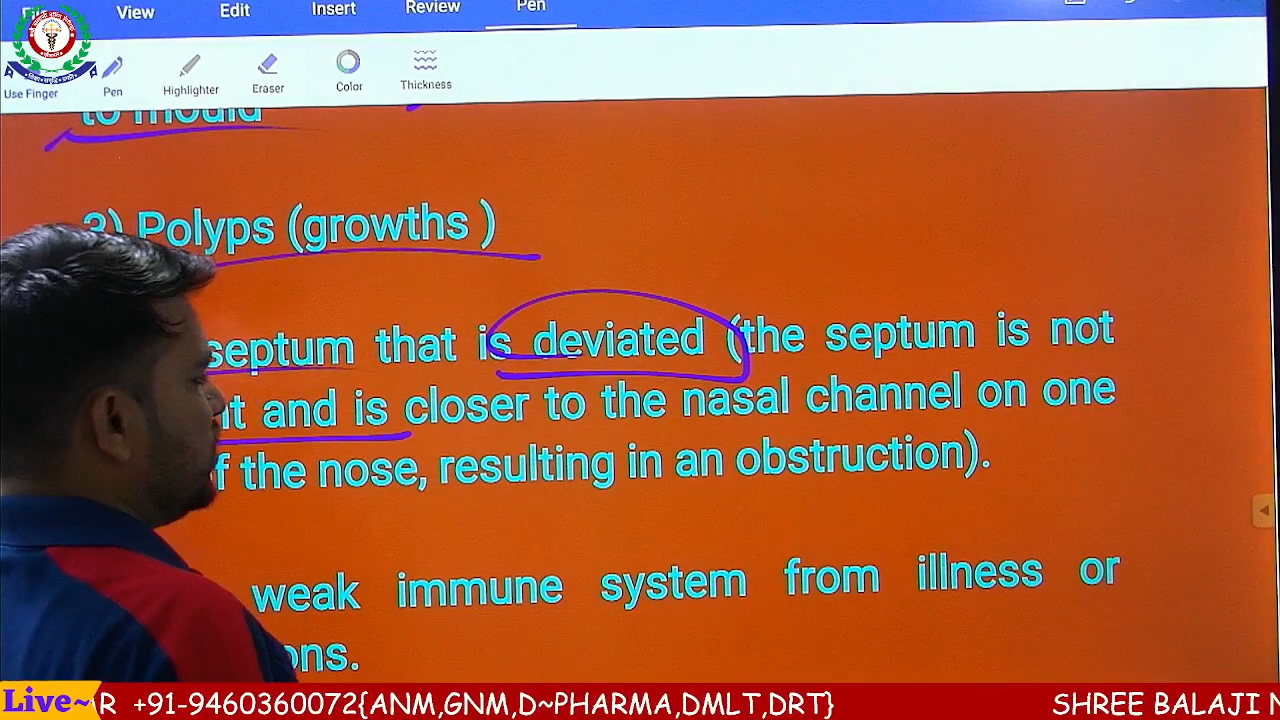 View Edit Insert Review Pen
Use Finger Pen Highlighter Eraser Color Thickness
to mould
3) Polyps (growths )
septum that is deviated (the septum is not
and is closer to the nasal channel on one
the nose, resulting in an obstruction).
weak immune system from illness or
Live~ R +91-9460360072{ANM,GNM,D~PHARMA,DMLT,DRT} SHREE BALAJI